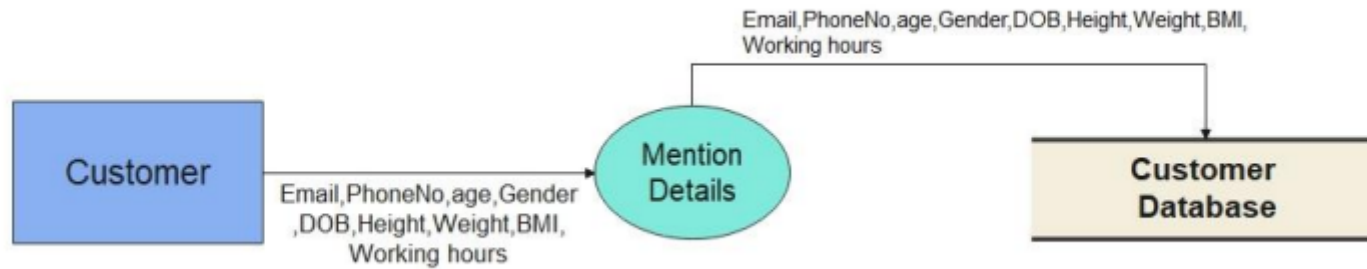 Email,PhoneNo,age,Gender,DOB,Height,Weight,BMI,
Working hours
Customer
Email,PhoneNo,age,Gender
,DOB,Height,Weight,BMI,
Working hours
Mention
Details
Customer
Database